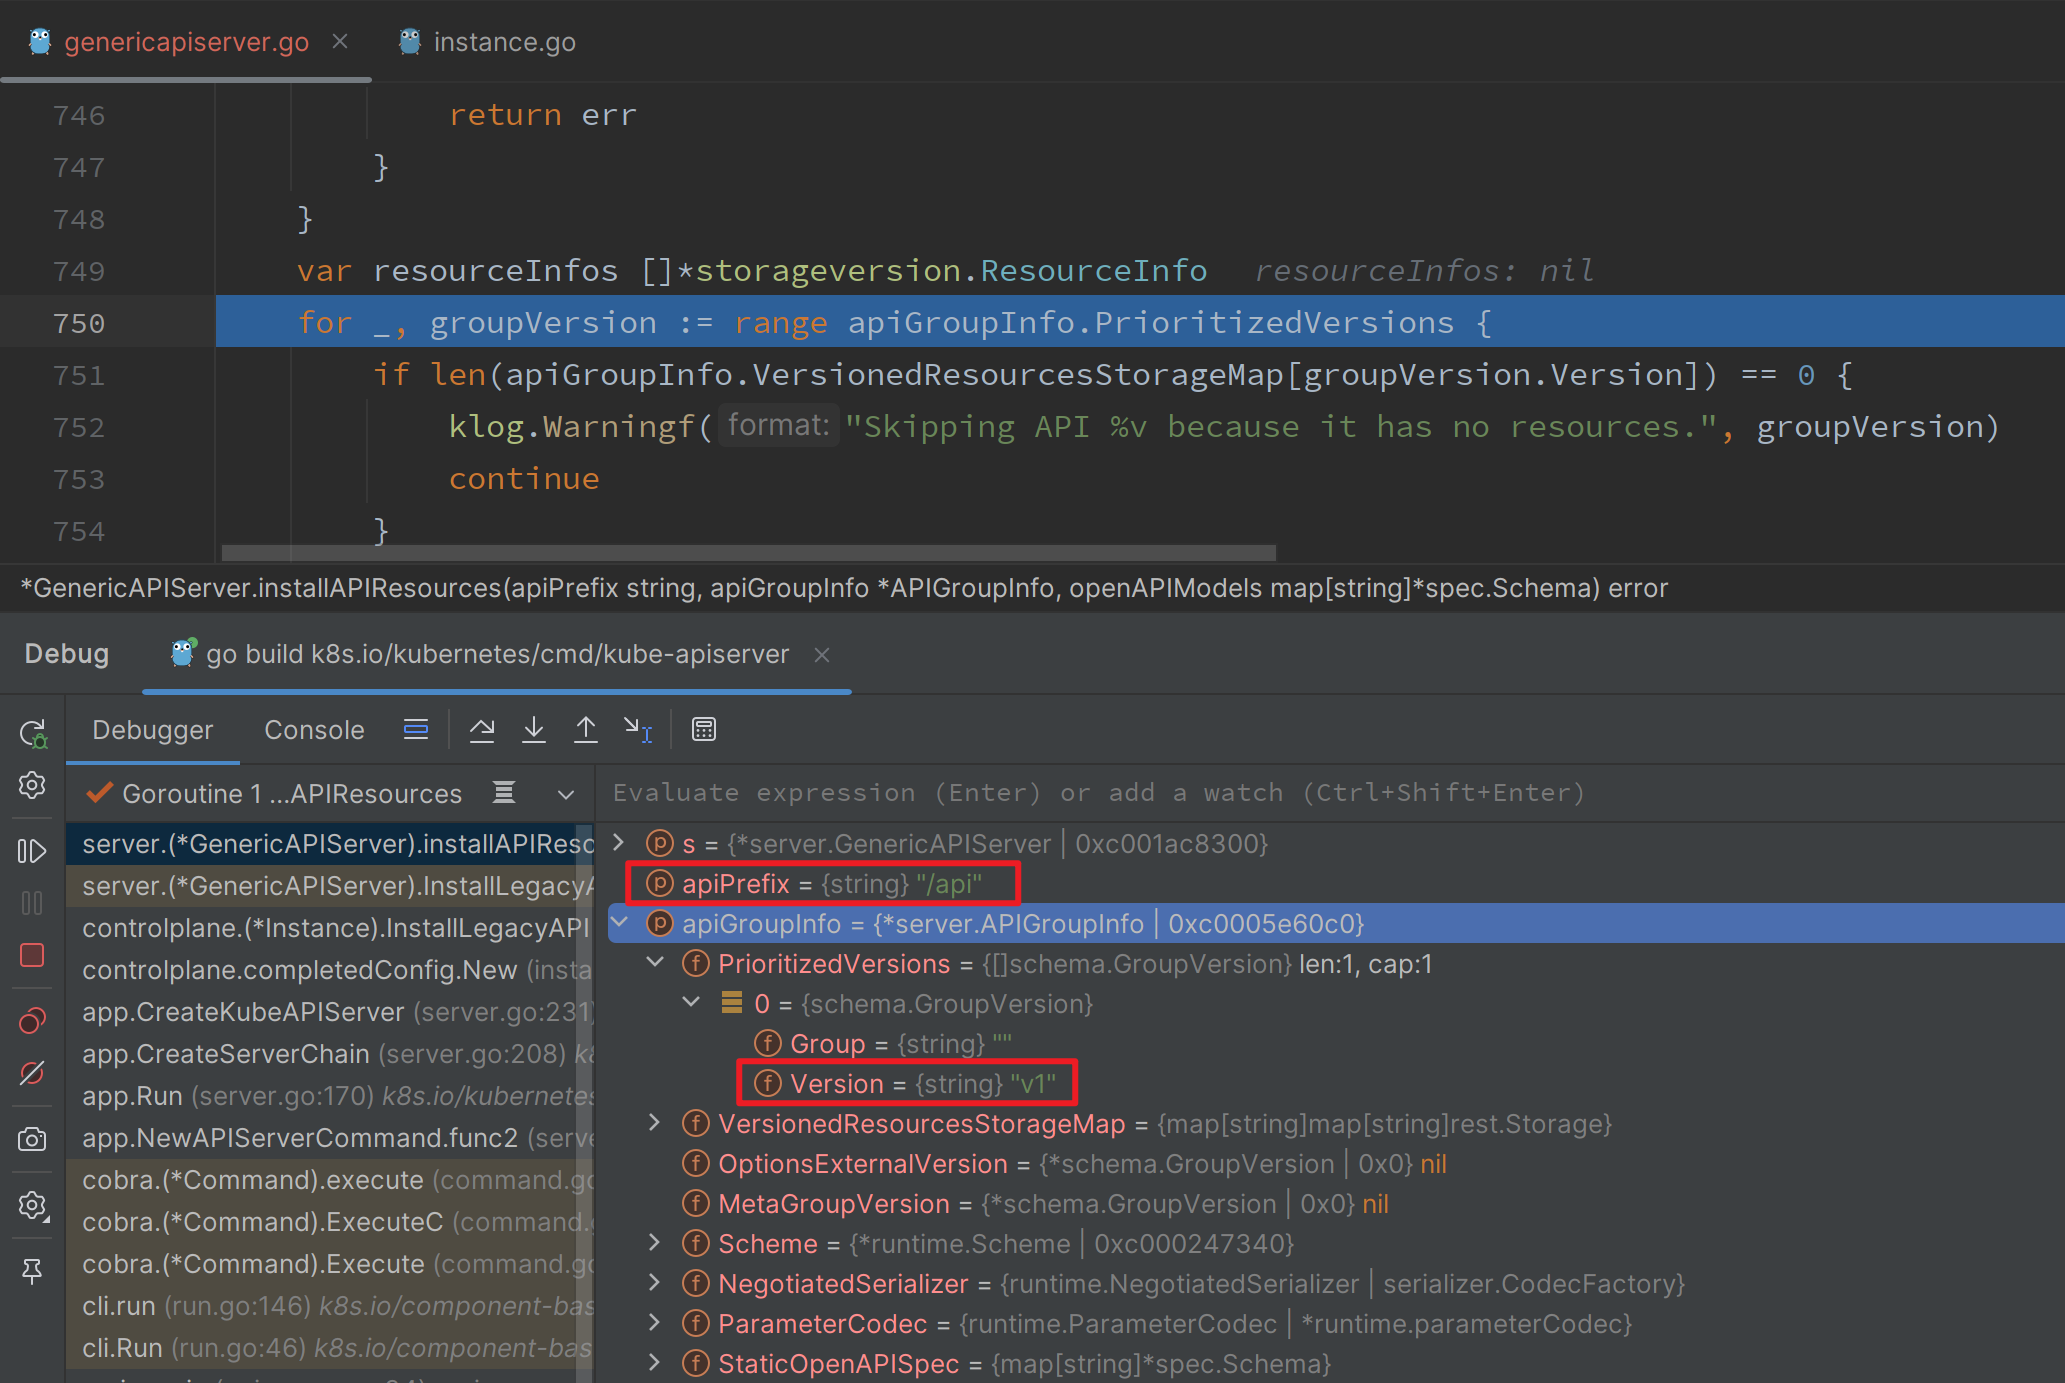 genericapiserver.go
instance.go
746 return err
747 }
748 }
749 var resourceInfos []*storageversion.ResourceInfo resourceInfos: nil
750 for _, groupVersion := range apiGroupInfo.PrioritizedVersions {
751 if len(apiGroupInfo.VersionedResourcesStorageMap[groupVersion.Version]) == 0 {
752 klog.Warningf( format: "Skipping API %v because it has no resources.", groupVersion)
753 continue
754 }
*GenericAPIServer.installAPIResources(apiPrefix string, apiGroupInfo *APIGroupInfo, openAPIModels map[string]*spec.Schema) error
Debug
go build k8s.io/kubernetes/cmd/kube-apiserver
Debugger
Console
Goroutine 1 ...APIResources
Evaluate expression (Enter) or add a watch (Ctrl+Shift+Enter)
server.(*GenericAPIServer).installAPIReso
server.(*GenericAPIServer).InstallLegacyA
controlplane.(*Instance).InstallLegacyAPI
controlplane.completedConfig.New (insta
app.CreateKubeAPIServer (server.go:231)
app.CreateServerChain (server.go:208) k8
app.Run (server.go:170) k8s.io/kubernetes
app.NewAPIServerCommand.func2 (serve
cobra.(*Command).execute (command.go
cobra.(*Command).ExecuteC (command.g
cobra.(*Command).Execute (command.go
cli.run (run.go:146) k8s.io/component-bas
cli.Run (run.go:46) k8s.io/component-bas
s = {*server.GenericAPIServer | 0xc001ac8300}
apiPrefix = {string} "/api"
apiGroupInfo = {*server.APIGroupInfo | 0xc0005e60c0}
PrioritizedVersions = {[]schema.GroupVersion} len:1, cap:1
0 = {schema.GroupVersion}
Group = {string} ""
Version = {string} "v1"
VersionedResourcesStorageMap = {map[string]map[string]rest.Storage}
OptionsExternalVersion = {*schema.GroupVersion | 0x0} nil
MetaGroupVersion = {*schema.GroupVersion | 0x0} nil
Scheme = {*runtime.Scheme | 0xc000247340}
NegotiatedSerializer = {runtime.NegotiatedSerializer | serializer.CodecFactory}
ParameterCodec = {runtime.ParameterCodec | *runtime.parameterCodec}
StaticOpenAPISpec = {map[string]*spec.Schema}